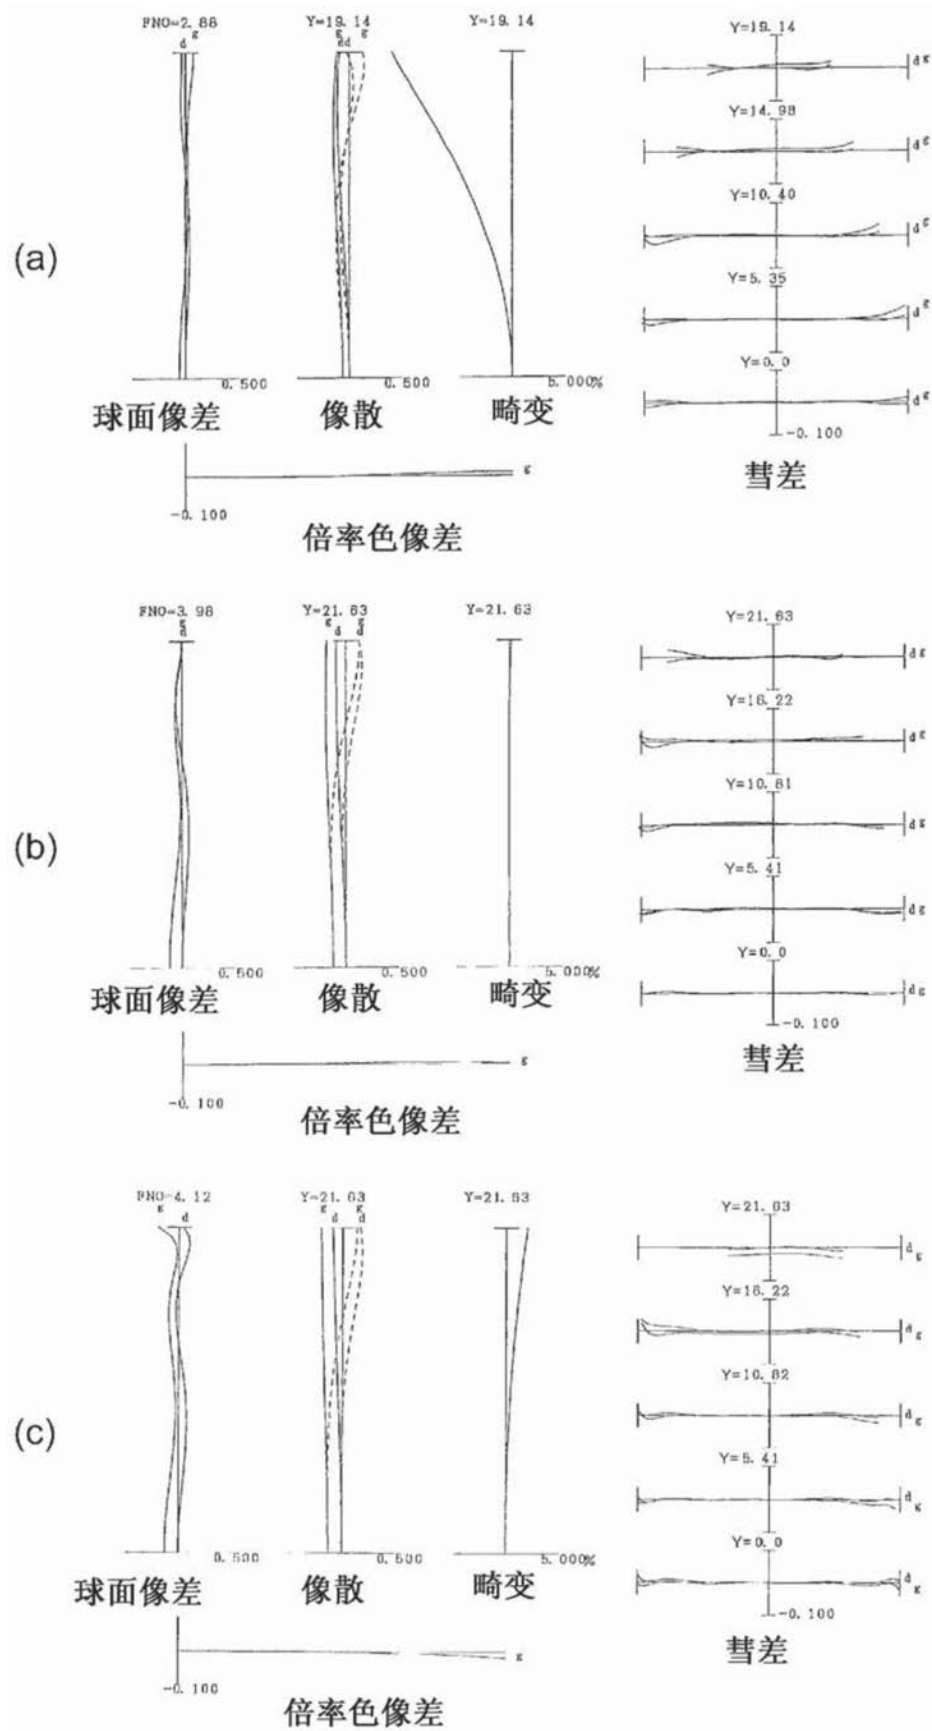 (a)
FNO=2.88
d g
Y=19.14
g d d g
Y=19.14
0.500
0.500
5.000%
球面像差
像散
畸变
-0.100
g
倍率色像差
Y=19.14
d g
Y=14.98
d g
Y=10.40
d g
Y=5.35
d g
Y=0.0
d g
-0.100
彗差
(b)
FNO=3.98
g
d
Y=21.63
g d g
d
Y=21.63
0.500
0.500
5.000%
球面像差
像散
畸变
-0.100
g
倍率色像差
Y=21.63
d g
Y=16.22
d g
Y=10.81
d g
Y=5.41
d g
Y=0.0
d g
-0.100
彗差
(c)
FNO=4.12
g d
Y=21.63
g d g
d
Y=21.63
0.500
0.500
5.000%
球面像差
像散
畸变
-0.100
g
倍率色像差
Y=21.63
d g
Y=16.22
d g
Y=10.82
d g
Y=5.41
d g
Y=0.0
d g
-0.100
彗差